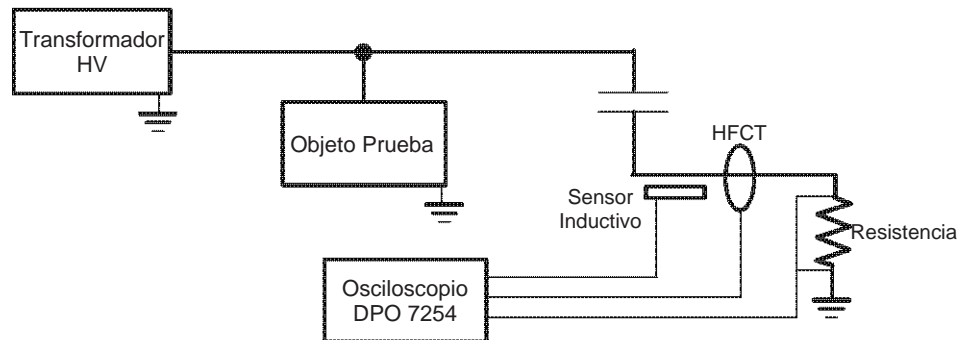 Transformador
HV
Objeto Prueba
HFCT
Sensor
Inductivo
Resistencia
Osciloscopio
DPO 7254